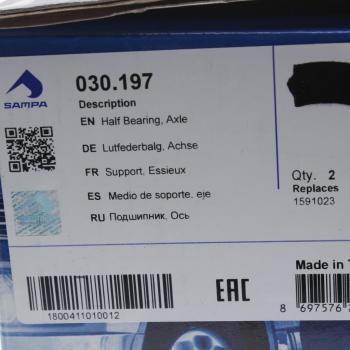 SAMPA
030.197
Description
EN Half Bearing, Axle
DE Lutfederbalg, Achse
FR Support, Essieux
ES Medio de soporte, eje
RU Подшипник, Ось
Qty. 2
Replaces
1591023
Made in
1800411010012
EAC
8 697576